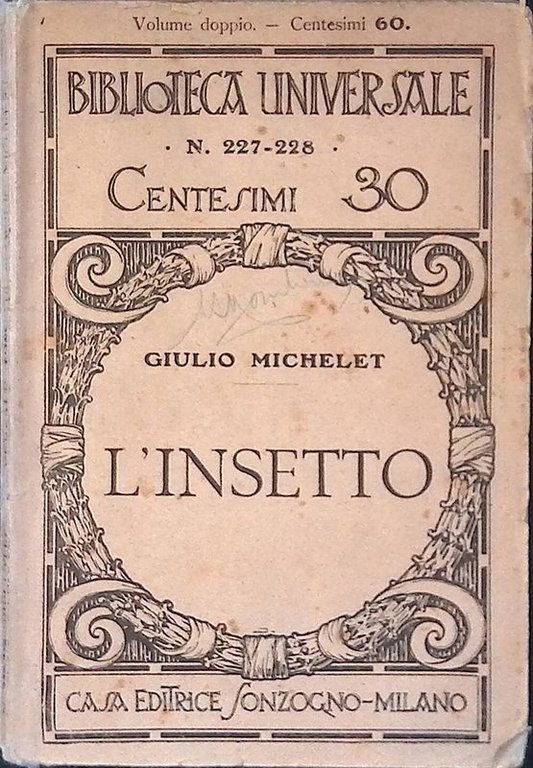 Volume doppio. — Centesimi 60.
BIBLIOTECA UNIVERSALE
· N. 227-228 ·
CENTESIMI 30
GIULIO MICHELET
L'INSETTO
CASA EDITRICE SONZOGNO-MILANO